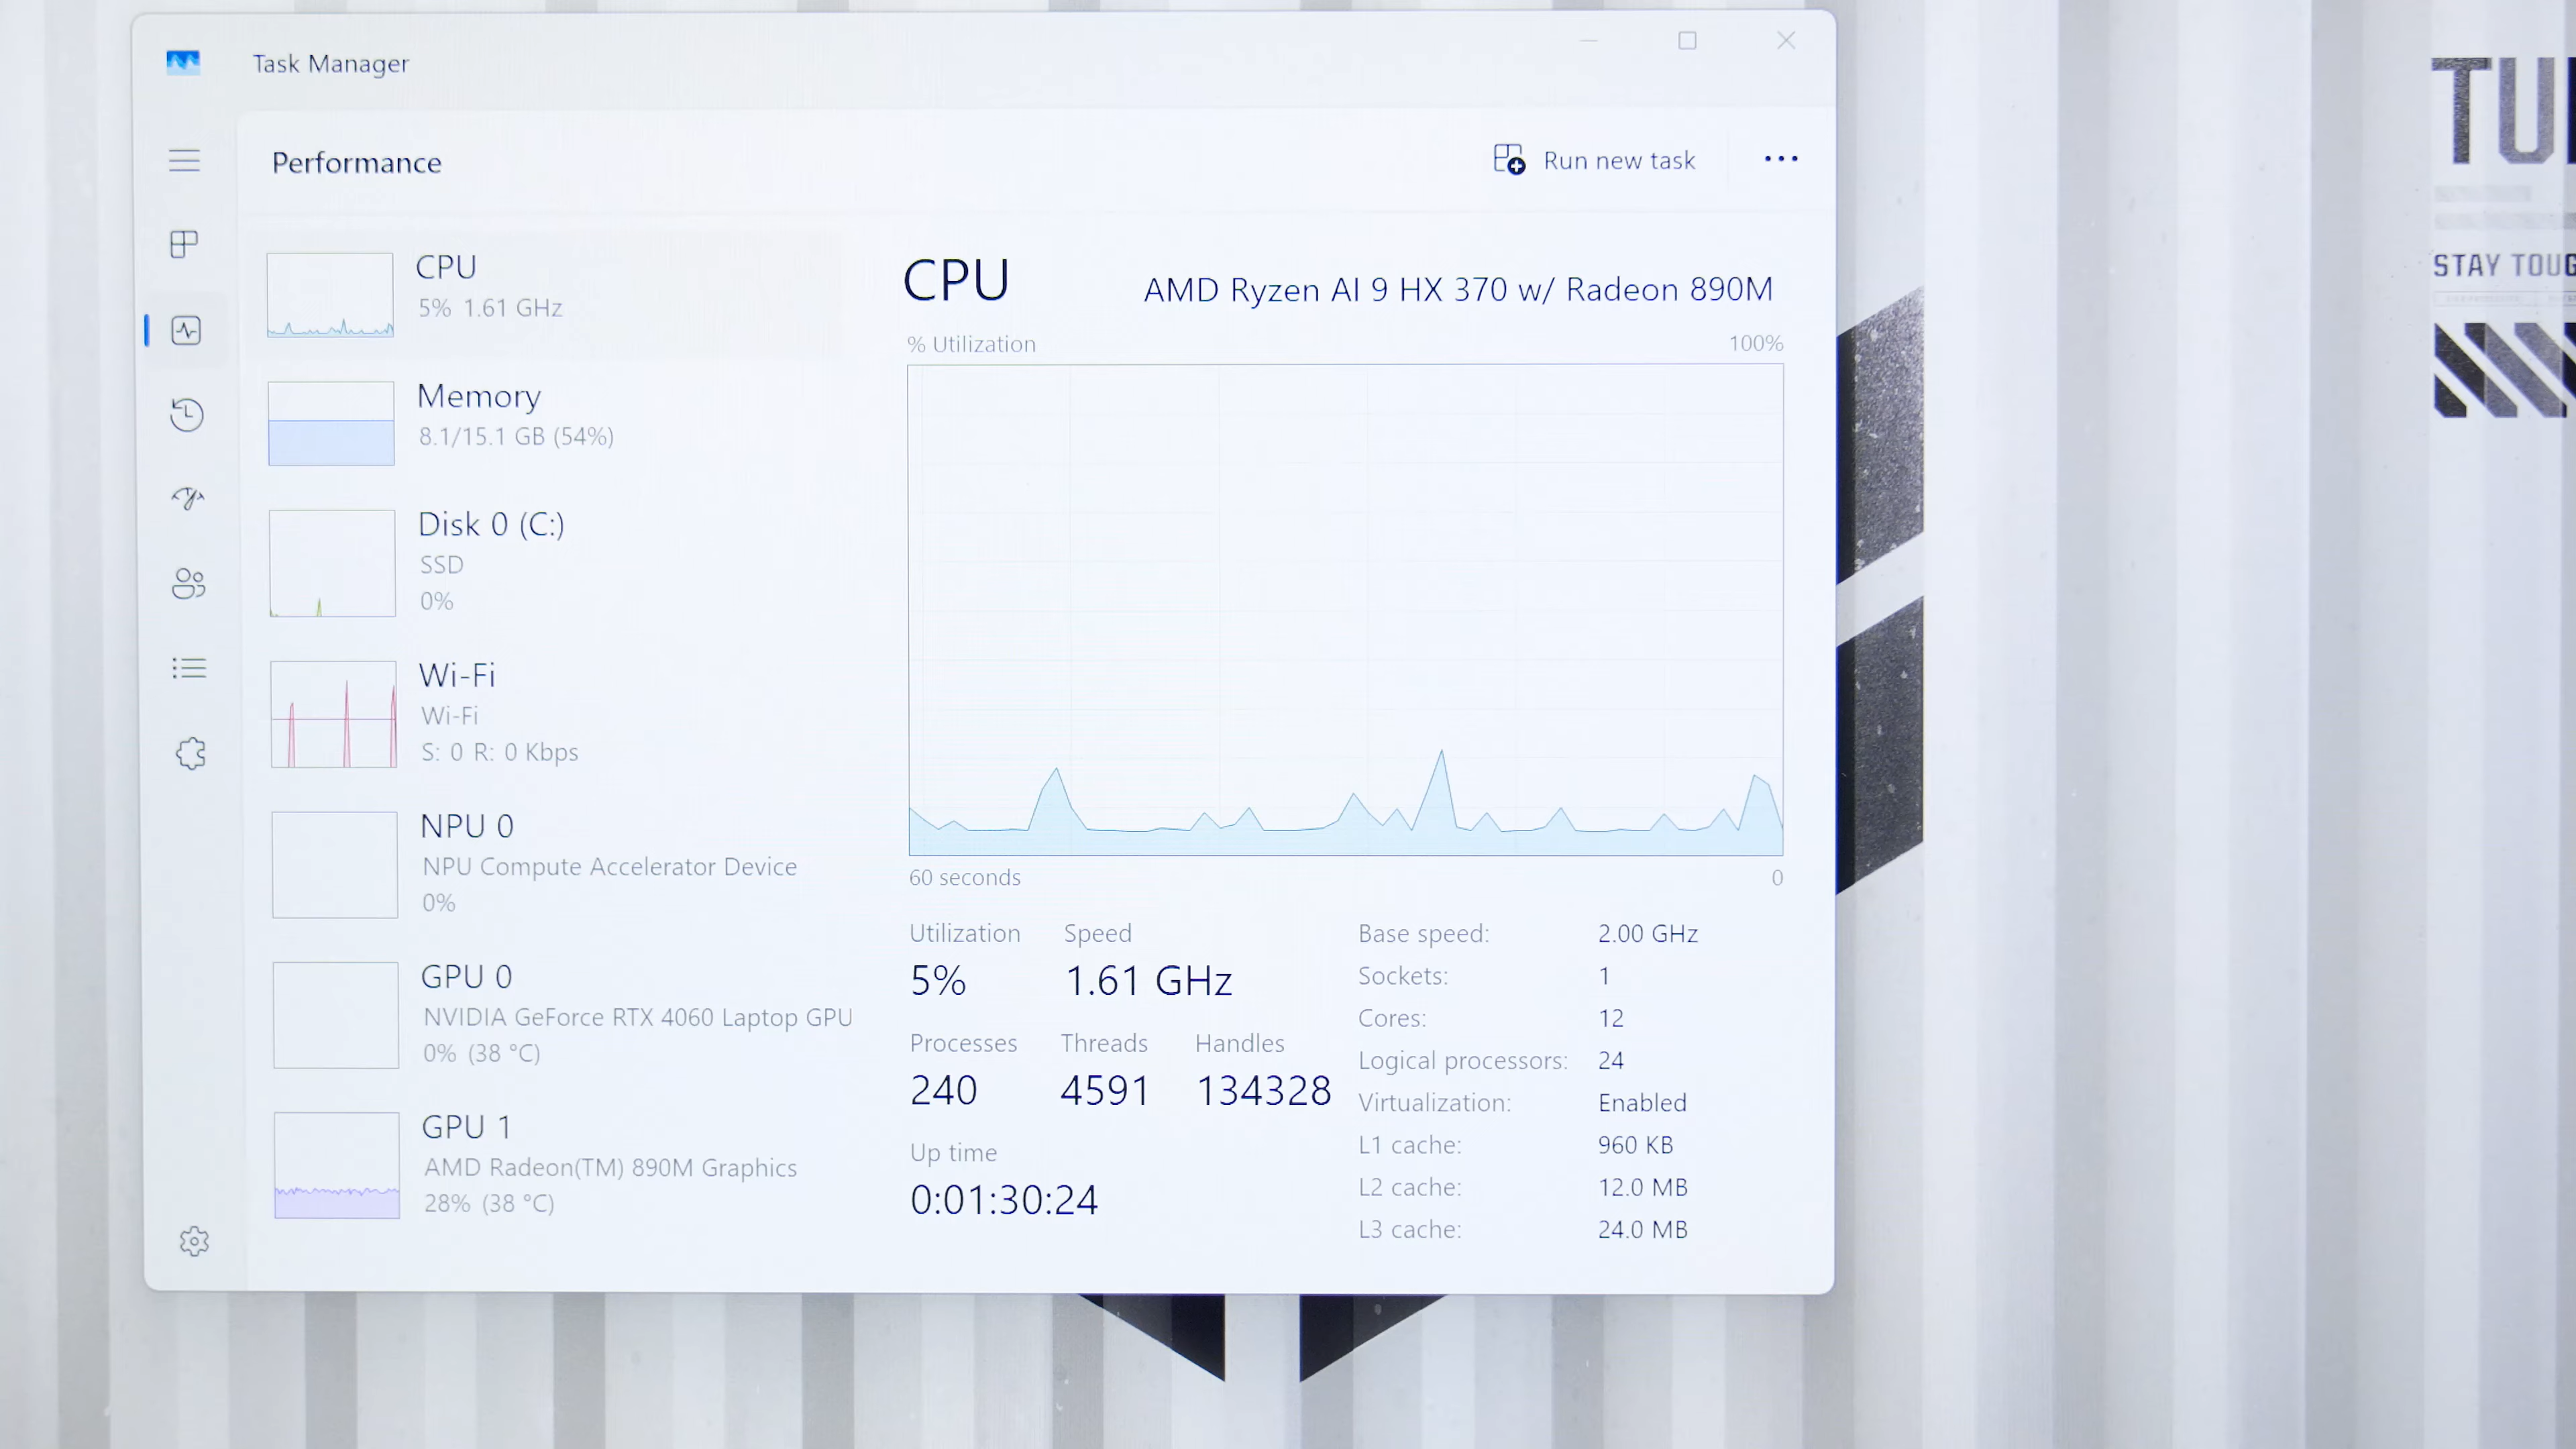 Task Manager
Performance
Run new task
CPU
5% 1.61 GHz
Memory
8.1/15.1 GB (54%)
Disk 0 (C:)
SSD
0%
Wi-Fi
Wi-Fi
S: 0 R: 0 Kbps
NPU 0
NPU Compute Accelerator Device
0%
GPU 0
NVIDIA GeForce RTX 4060 Laptop GPU
0% (38 °C)
GPU 1
AMD Radeon(TM) 890M Graphics
28% (38 °C)
CPU
AMD Ryzen AI 9 HX 370 w/ Radeon 890M
% Utilization
100%
60 seconds
0
Utilization
5%
Speed
1.61 GHz
Processes
240
Threads
4591
Handles
134328
Up time
0:01:30:24
Base speed: 2.00 GHz
Sockets: 1
Cores: 12
Logical processors: 24
Virtualization: Enabled
L1 cache: 960 KB
L2 cache: 12.0 MB
L3 cache: 24.0 MB
TU
STAY TOUG